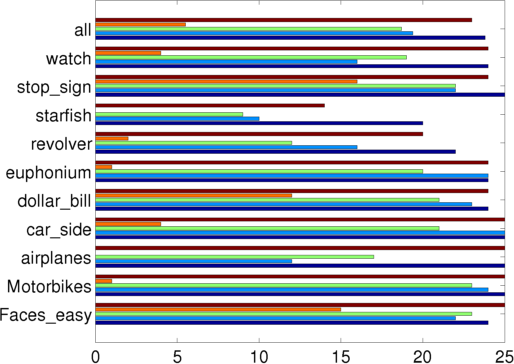 all
watch
stop_sign
starfish
revolver
euphonium
dollar_bill
car_side
airplanes
Motorbikes
Faces_easy
0 5 10 15 20 25